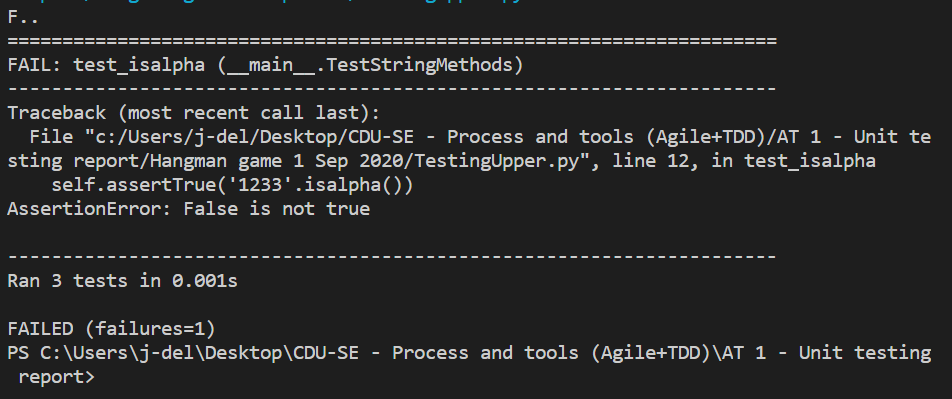 F..
======================================================================
FAIL: test_isalpha (__main__.TestStringMethods)
----------------------------------------------------------------------
Traceback (most recent call last):
  File "c:/Users/j-del/Desktop/CDU-SE - Process and tools (Agile+TDD)/AT 1 - Unit te
sting report/Hangman game 1 Sep 2020/TestingUpper.py", line 12, in test_isalpha
    self.assertTrue('1233'.isalpha())
AssertionError: False is not true

----------------------------------------------------------------------
Ran 3 tests in 0.001s

FAILED (failures=1)
PS C:\Users\j-del\Desktop\CDU-SE - Process and tools (Agile+TDD)\AT 1 - Unit testing
 report>